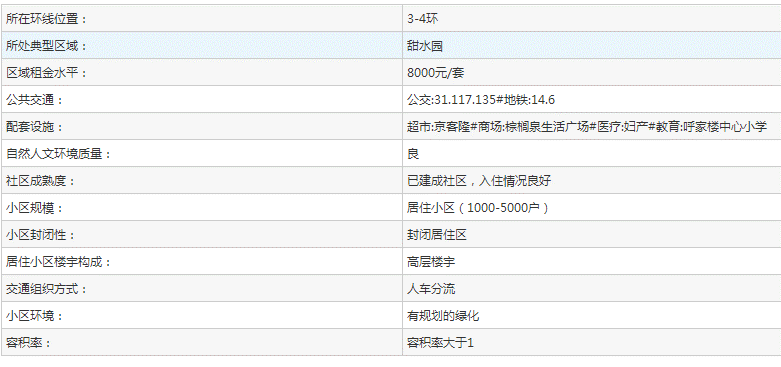 所在环线位置： 3-4环
所处典型区域： 甜水园
区域租金水平： 8000元/套
公共交通： 公交:31.117.135#地铁:14.6
配套设施： 超市:京客隆#商场:棕榈泉生活广场#医疗:妇产#教育:呼家楼中心小学
自然人文环境质量： 良
社区成熟度： 已建成社区，入住情况良好
小区规模： 居住小区（1000-5000户）
小区封闭性： 封闭居住区
居住小区楼宇构成： 高层楼宇
交通组织方式： 人车分流
小区环境： 有规划的绿化
容积率： 容积率大于1